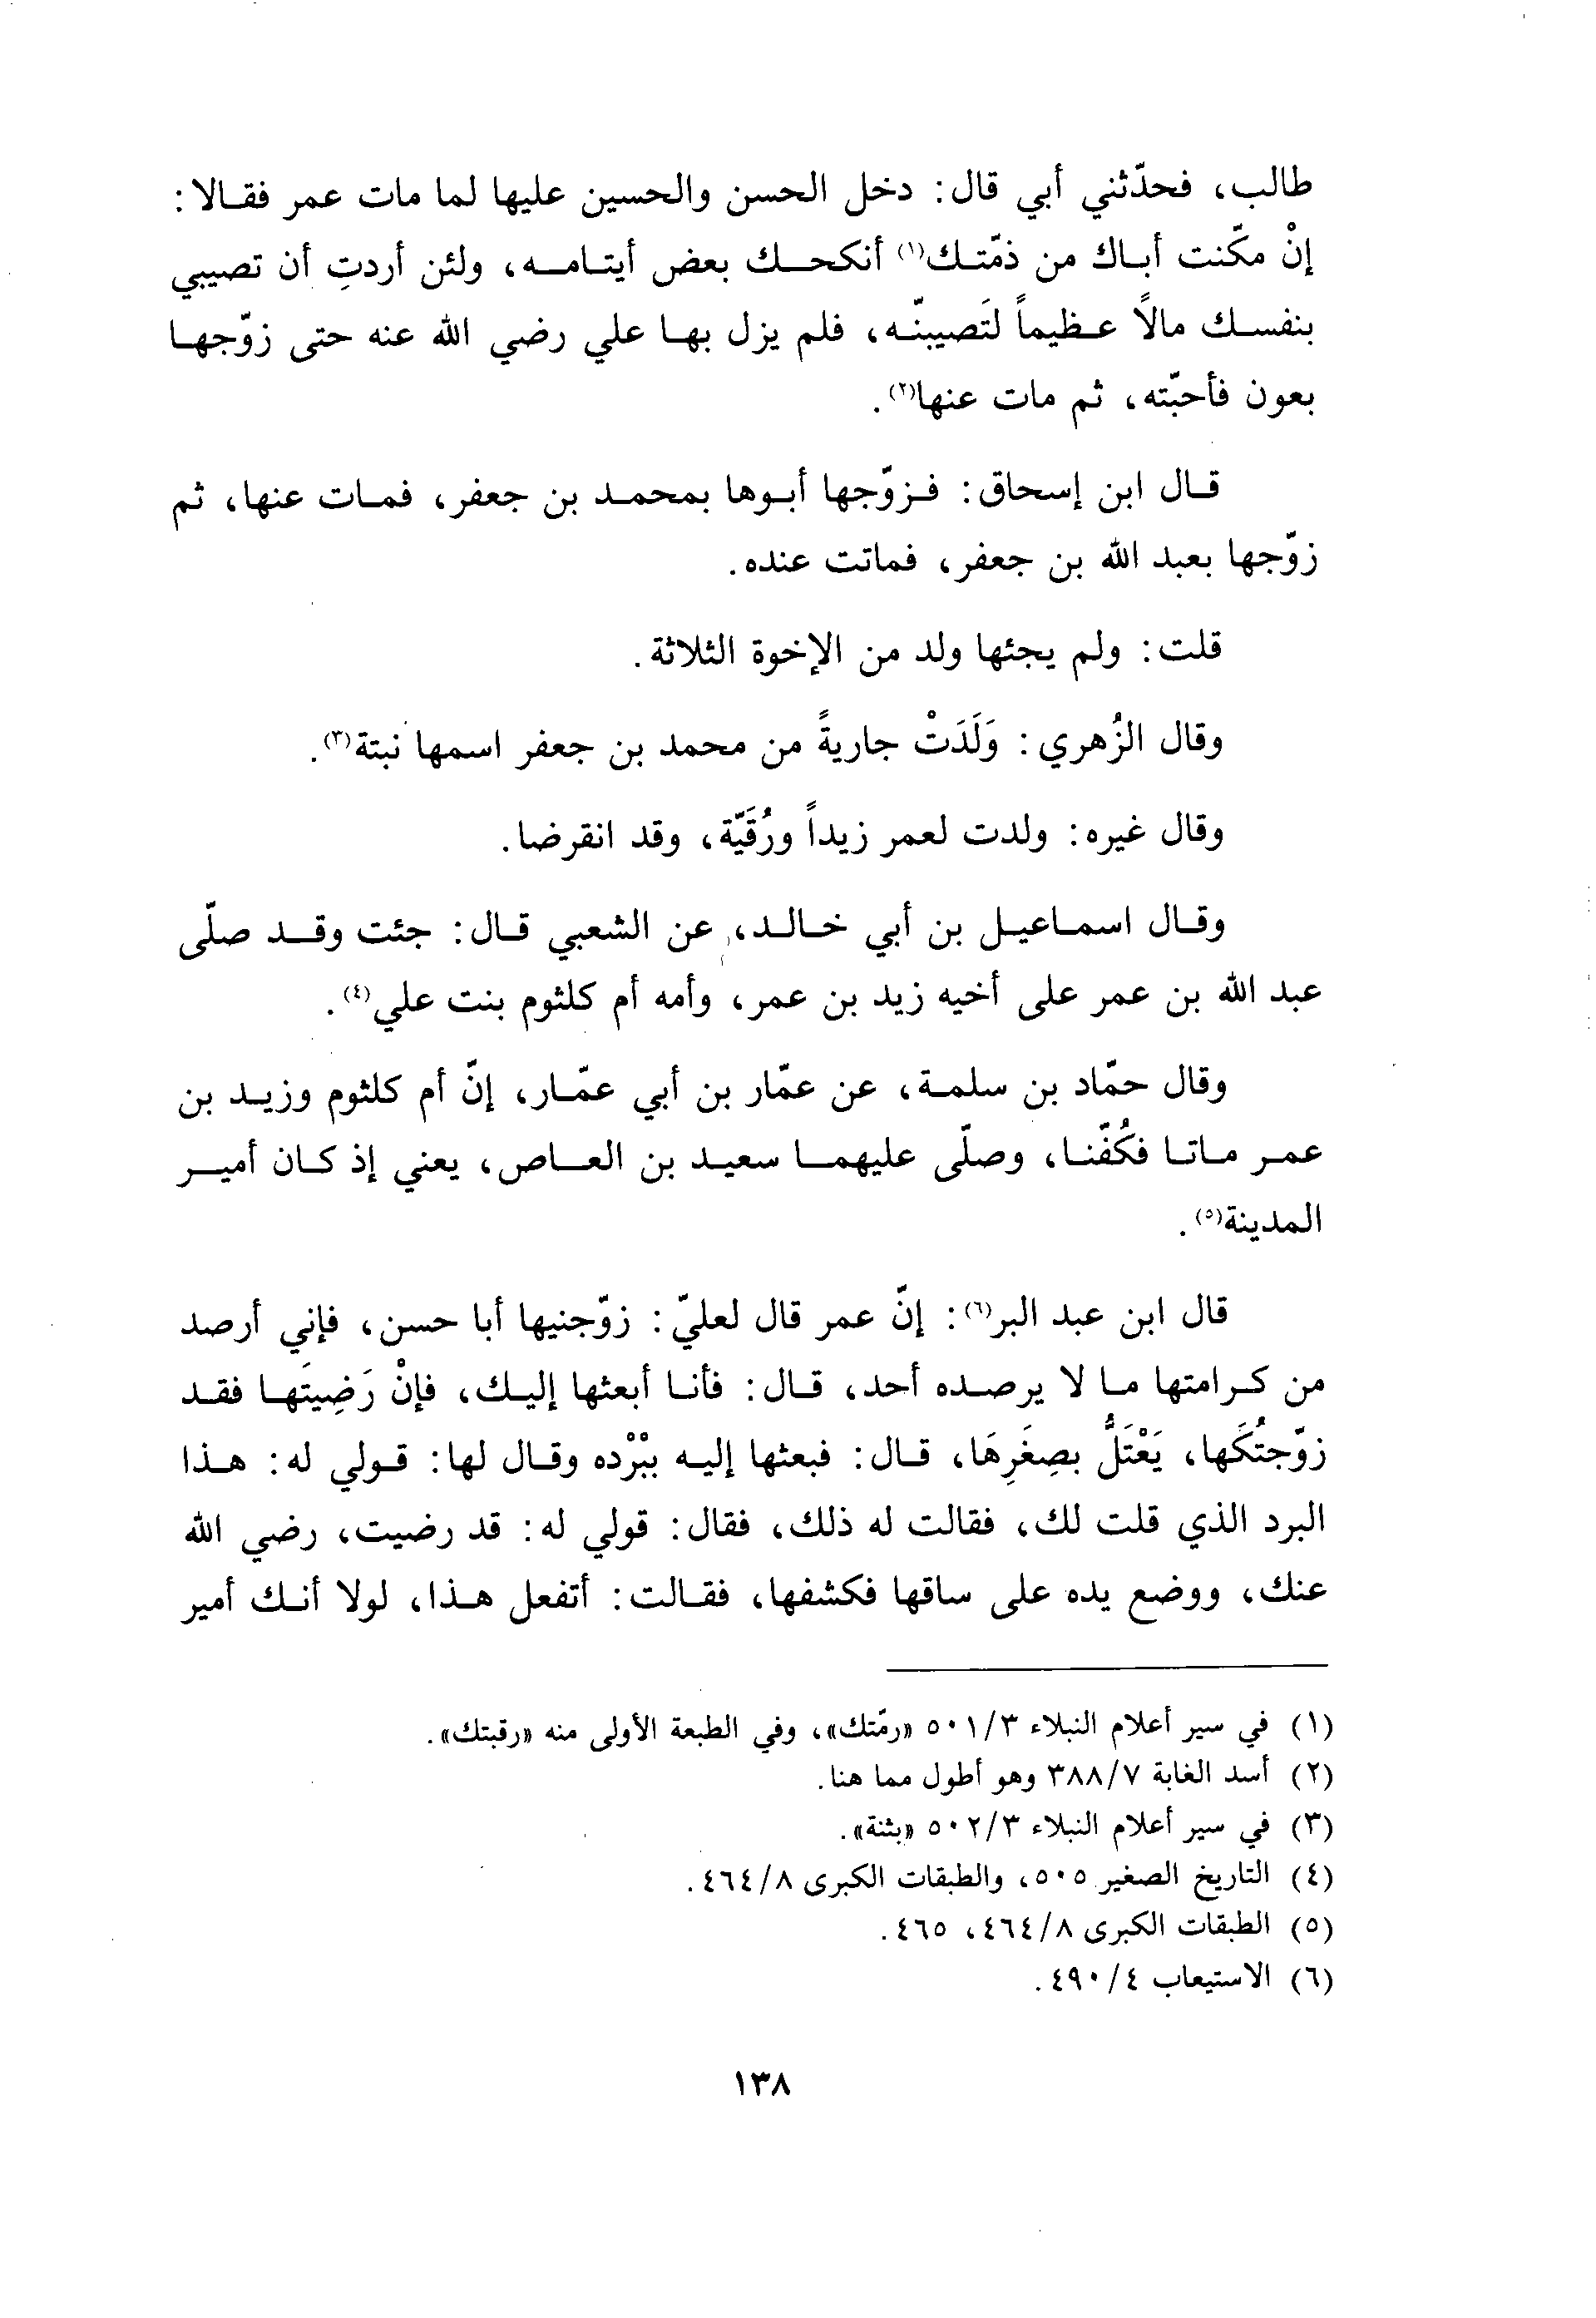 طالب، فحدّثني أبي قال: دخل الحسن والحسين عليها لما مات عمر فقالا:
إنْ مكّنت أباك من ذمّتك(١) أنكحك بعض أيتامه، ولئن أردتِ أن تصيبي
بنفسك مالاً عظيماً لتَصيبنّه، فلم يزل بها علي رضي الله عنه حتى زوّجها
بعون فأحبّته، ثم مات عنها(٢).
قال ابن إسحاق: فزوّجها أبوها بمحمد بن جعفر، فمات عنها، ثم
زوّجها بعبد الله بن جعفر، فماتت عنده.
قلت: ولم يجئها ولد من الإخوة الثلاثة.
وقال الزُهري: وَلَدَتْ جاريةً من محمد بن جعفر اسمها نبتة(٣).
وقال غيره: ولدت لعمر زيداً ورُقَيَّة، وقد انقرضا.
وقال اسماعيل بن أبي خالد، عن الشعبي قال: جئت وقد صلّى
عبد الله بن عمر على أخيه زيد بن عمر، وأمه أم كلثوم بنت علي(٤).
وقال حمّاد بن سلمة، عن عمّار بن أبي عمّار، إنّ أم كلثوم وزيد بن
عمر ماتا فكُفّنا، وصلّى عليهما سعيد بن العاص، يعني إذ كان أمير
المدينة(٥).
قال ابن عبد البر(٦): إنّ عمر قال لعليّ: زوّجنيها أبا حسن، فإني أرصد
من كرامتها ما لا يرصده أحد، قال: فأنا أبعثها إليك، فإنْ رَضِيتَها فقد
زوّجتُكَها، يَعْتَلُّ بصِغَرِهَا، قال: فبعثها إليه ببْرْده وقال لها: قولي له: هذا
البرد الذي قلت لك، فقالت له ذلك، فقال: قولي له: قد رضيت، رضي الله
عنك، ووضع يده على ساقها فكشفها، فقالت: أتفعل هذا، لولا أنك أمير
(١) في سير أعلام النبلاء ٥٠١/٣ «رمّتك»، وفي الطبعة الأولى منه «رقبتك».
(٢) أسد الغابة ٣٨٨/٧ وهو أطول مما هنا.
(٣) في سير أعلام النبلاء ٥٠٢/٣ «بثنة».
(٤) التاريخ الصغير ٥٠٥، والطبقات الكبرى ٤٦٤/٨.
(٥) الطبقات الكبرى ٤٦٤/٨، ٤٦٥.
(٦) الاستيعاب ٤٩٠/٤.
١٣٨